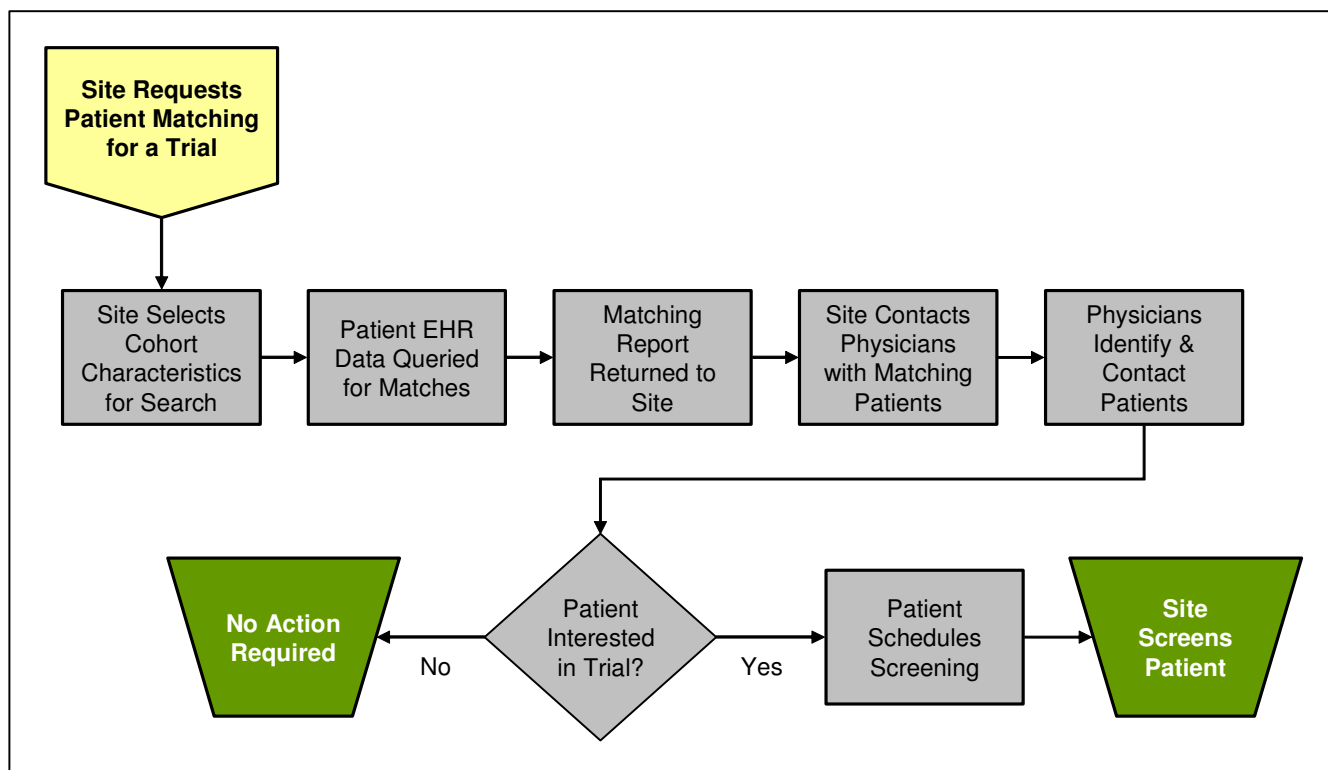 Site Requests
Patient Matching
for a Trial
Site Selects
Cohort
Characteristics
for Search
Patient EHR
Data Queried
for Matches
Matching
Report
Returned to
Site
Site Contacts
Physicians
with Matching
Patients
Physicians
Identify &
Contact
Patients
No Action
Required
No
Patient
Interested
in Trial?
Yes
Patient
Schedules
Screening
Site
Screens
Patient